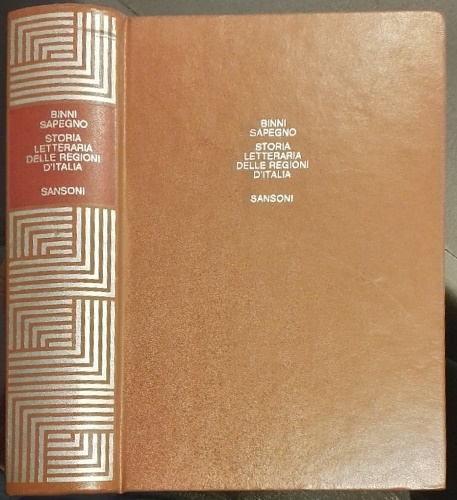 BINNI
SAPEGNO
STORIA
LETTERARIA
DELLE REGIONI
D'ITALIA
SANSONI
BINNI
SAPEGNO
STORIA
LETTERARIA
DELLE REGIONI
D'ITALIA
SANSONI